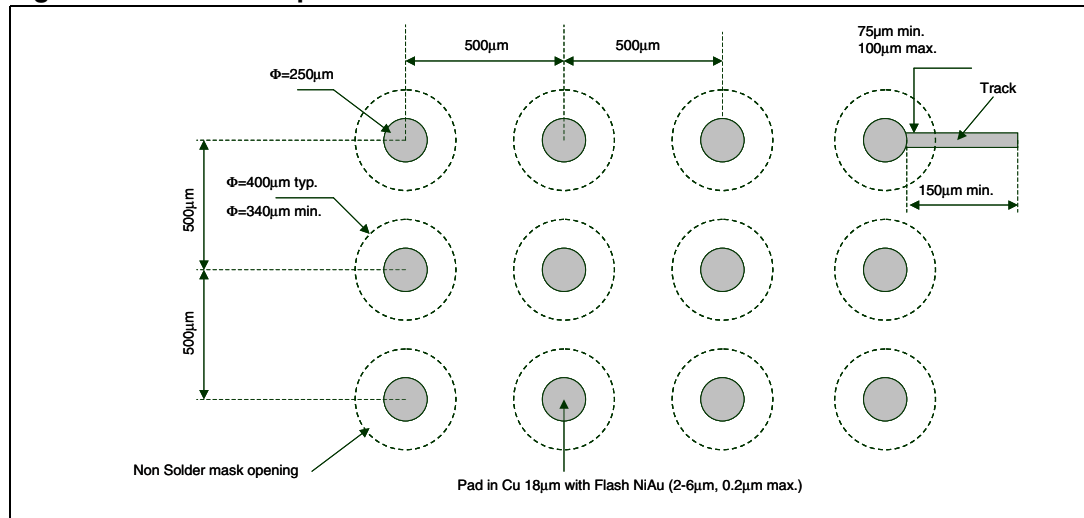 500μm
500μm
75μm min.
100μm max.
Φ=250μm
Track
Φ=400μm typ.
Φ=340μm min.
150μm min.
500μm
500μm
Non Solder mask opening
Pad in Cu 18μm with Flash NiAu (2-6μm, 0.2μm max.)